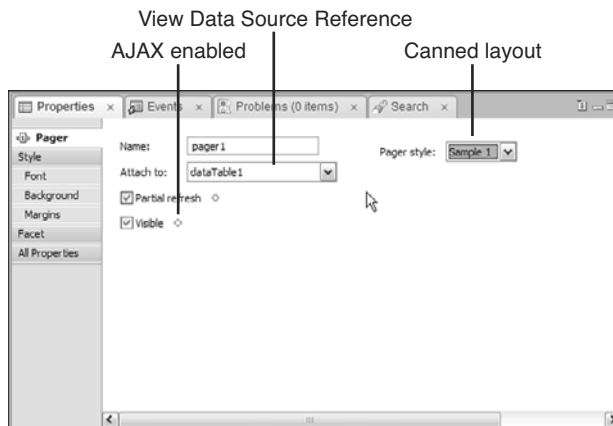 View Data Source Reference
AJAX enabled
Canned layout
Properties
Events
Problems (0 items)
Search
Pager
Style
Font
Background
Margins
Facet
All Properties
Name: pager1
Attach to: dataTable1
Partial refresh
Visible
Pager style: Sample 1